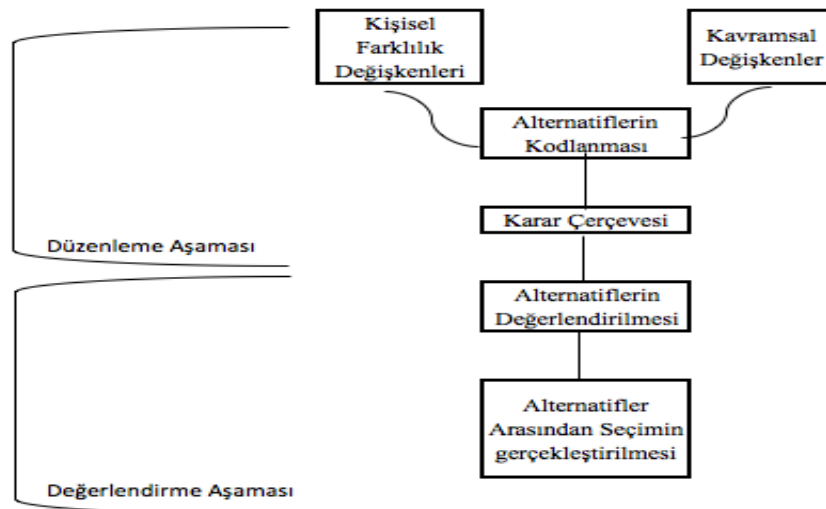 Kişisel
Farklılık
Değişkenleri
Kavramsal
Değişkenler
Alternatiflerin
Kodlanması
Karar Çerçevesi
Düzenleme Aşaması
Alternatiflerin
Değerlendirilmesi
Alternatifler
Arasından Seçimin
gerçekleştirilmesi
Değerlendirme Aşaması